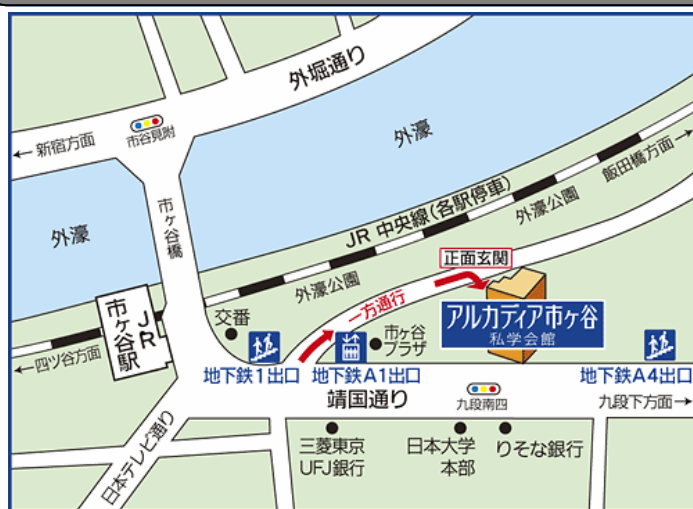 外堀通り
市谷見附
←新宿方面
外濠
飯田橋方面→
外濠
市ヶ谷橋
JR 中央線(各駅停車)
外濠公園
正面玄関
外濠公園
一方通行
アルカディア市ヶ谷
私学会館
JR
市ヶ谷駅
交番
市ヶ谷
プラザ
←四ツ谷方面
地下鉄1出口
地下鉄A1出口
地下鉄A4出口
靖国通り
九段南四
九段下方面→
日本テレビ通り
三菱東京
UFJ銀行
日本大学
本部
りそな銀行